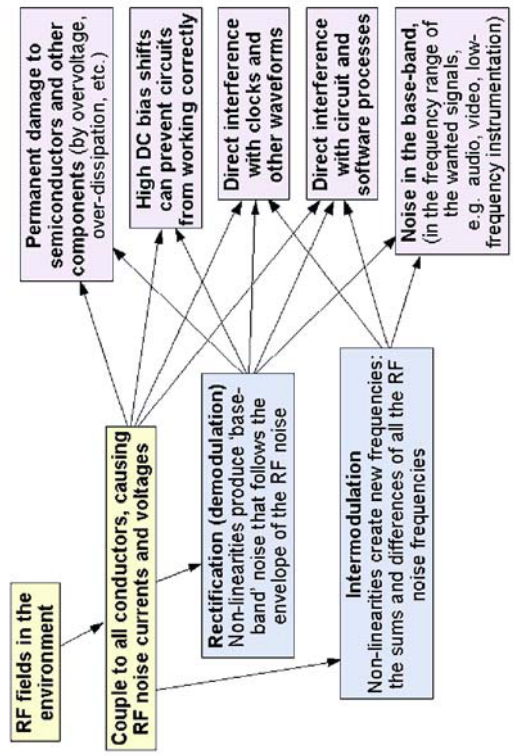 RF fields in the
environment
Couple to all conductors, causing
RF noise currents and voltages
Rectification (demodulation)
Non-linearities produce 'base-
band' noise that follows the
envelope of the RF noise
Intermodulation
Non-linearities create new frequencies:
the sums and differences of all the RF
noise frequencies
Permanent damage to
semiconductors and other
components (by overvoltage,
over-dissipation, etc.)
High DC bias shifts
can prevent circuits
from working correctly
Direct interference
with clocks and
other waveforms
Direct interference
with circuit and
software processes
Noise in the base-band,
(in the frequency range of
the wanted signals,
e.g. audio, video, low-
frequency instrumentation)